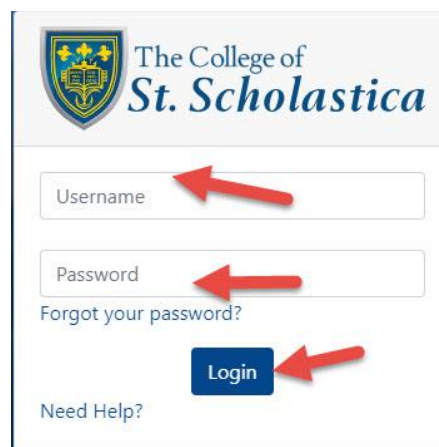 The College of
St. Scholastica
Username
Password
Forgot your password?
Login
Need Help?